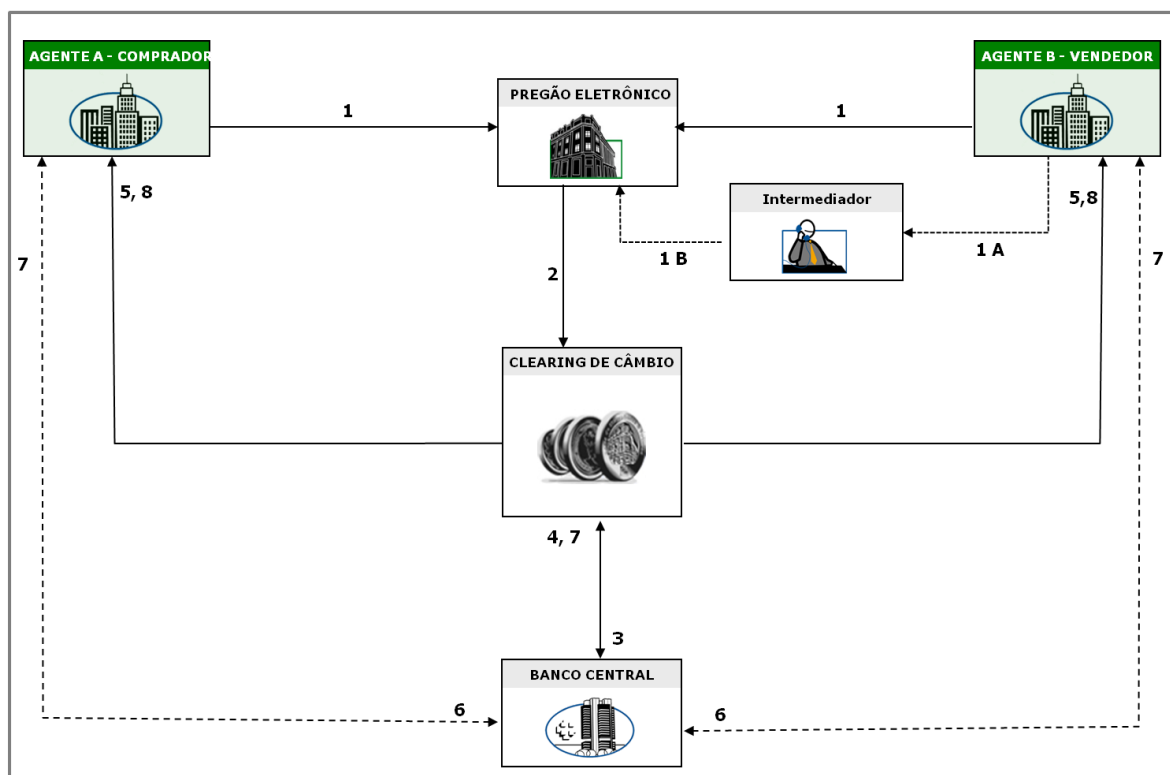 AGENTE A - COMPRADOR
AGENTE B - VENDEDOR
PREGÃO ELETRÔNICO
1
1
Intermediador
5, 8
5,8
1 B
1 A
7
7
2
CLEARING DE CÂMBIO
4, 7
3
BANCO CENTRAL
6
6